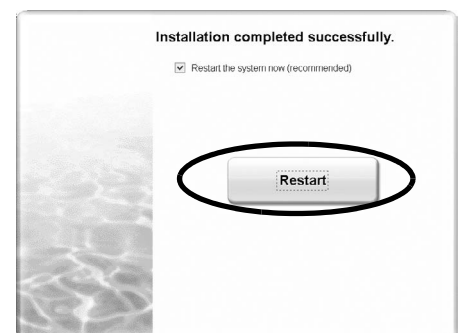 Installation completed successfully.
Restart the system now (recommended)
Restart